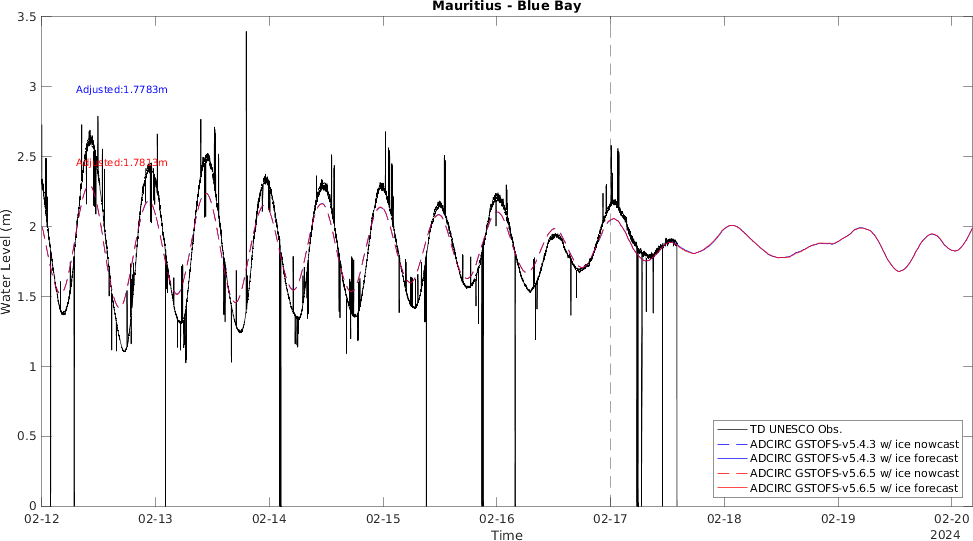 Mauritius - Blue Bay
3.5
3
2.5
2
1.5
1
0.5
0
Water Level (m)
Adjusted:1.7783m
Adjusted:1.7813m
TD UNESCO Obs.
ADCIRC GSTOFS-v5.4.3 w/ ice nowcast
ADCIRC GSTOFS-v5.4.3 w/ ice forecast
ADCIRC GSTOFS-v5.6.5 w/ ice nowcast
ADCIRC GSTOFS-v5.6.5 w/ ice forecast
02-12 02-13 02-14 02-15 02-16 02-17 02-18 02-19 02-20
Time
2024